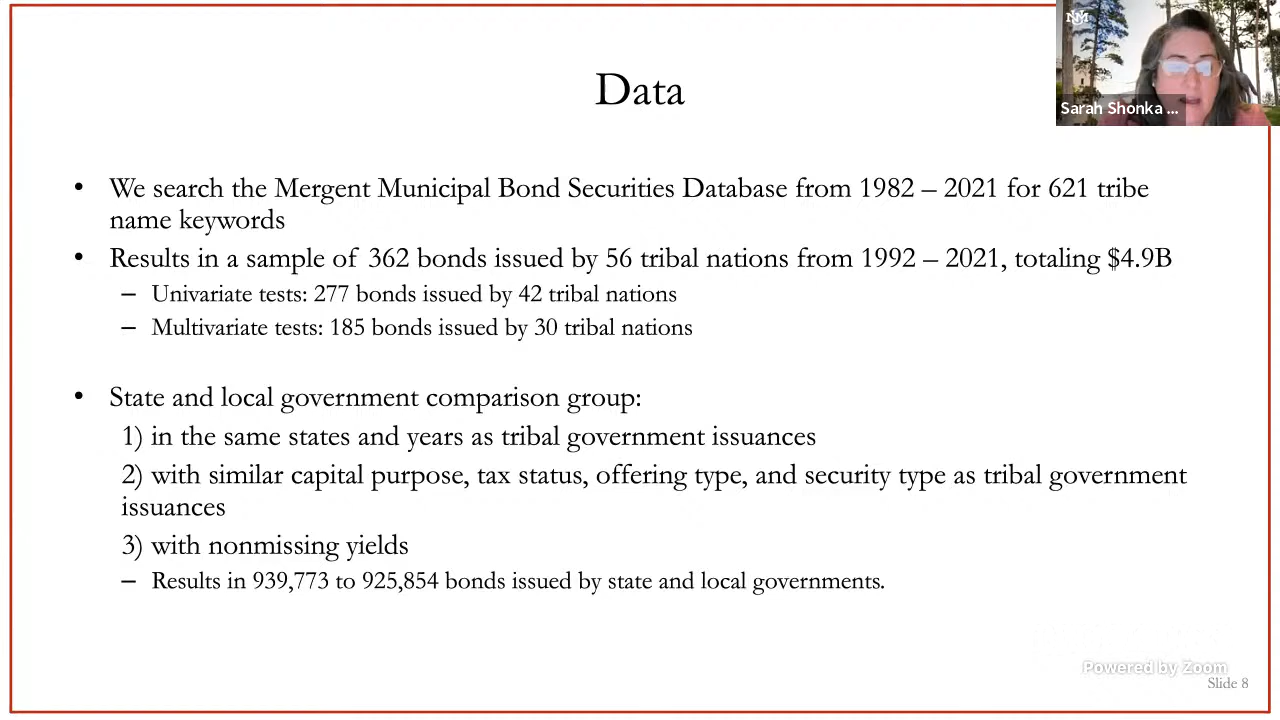 Data
NM
Sarah Shonka ...
• We search the Mergent Municipal Bond Securities Database from 1982 – 2021 for 621 tribe
name keywords
• Results in a sample of 362 bonds issued by 56 tribal nations from 1992 – 2021, totaling $4.9B
– Univariate tests: 277 bonds issued by 42 tribal nations
– Multivariate tests: 185 bonds issued by 30 tribal nations
• State and local government comparison group:
1) in the same states and years as tribal government issuances
2) with similar capital purpose, tax status, offering type, and security type as tribal government
issuances
3) with nonmissing yields
– Results in 939,773 to 925,854 bonds issued by state and local governments.
Powered by Zoom
Slide 8